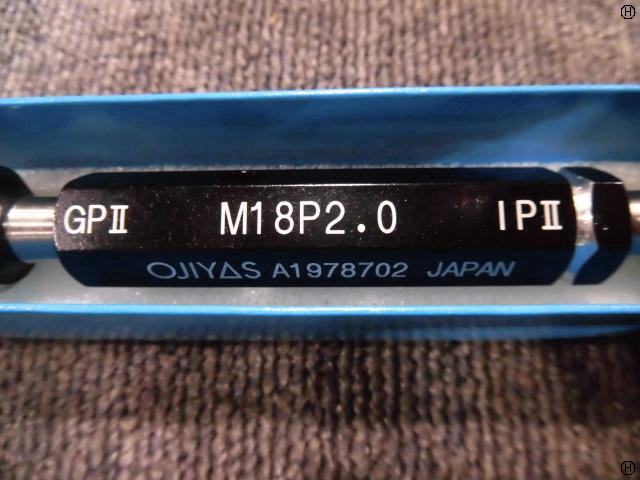 GPⅡ M18P2.0 IPⅡ
OJIYAS A1978702 JAPAN
H
H